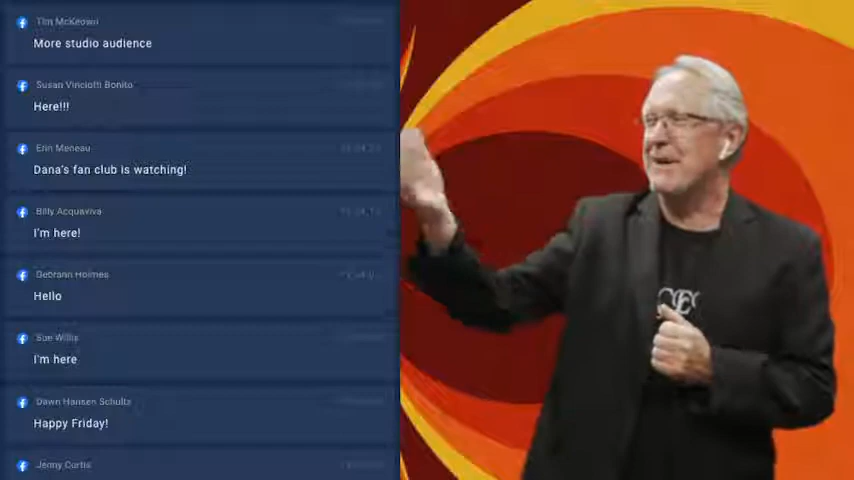 Tim McKeown
More studio audience
Susan Vinciotti Bonito
Here!!!
Erin Meneau
Dana's fan club is watching!
Billy Acquaviva
I'm here!
Debrann Holmes
Hello
Sue Willis
I'm here
Dawn Hansen Schultz
Happy Friday!
Jenny Curtis